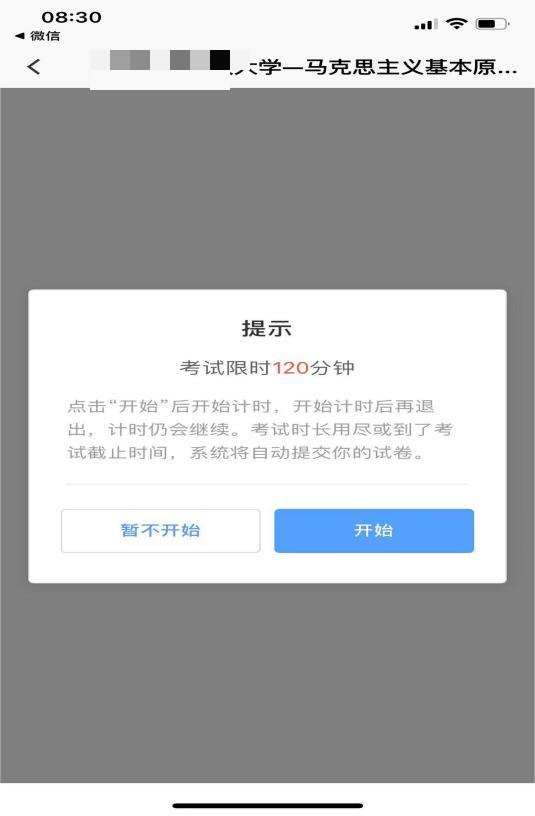 08:30
微信
大学—马克思主义基本原...
提示
考试限时120分钟
点击“开始”后开始计时，开始计时后再退
出，计时仍会继续。考试时长用尽或到了考
试截止时间，系统将自动提交你的试卷。
暂不开始
开始